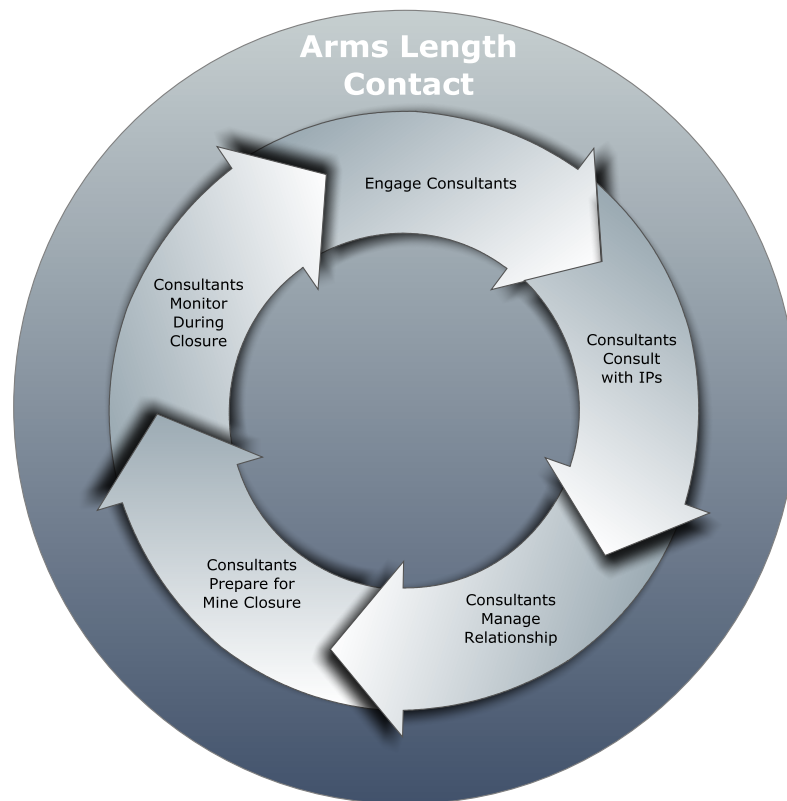 Arms Length
Contact
Engage Consultants
Consultants
Consult
with IPs
Consultants
Manage
Relationship
Consultants
Prepare for
Mine Closure
Consultants
Monitor
During
Closure